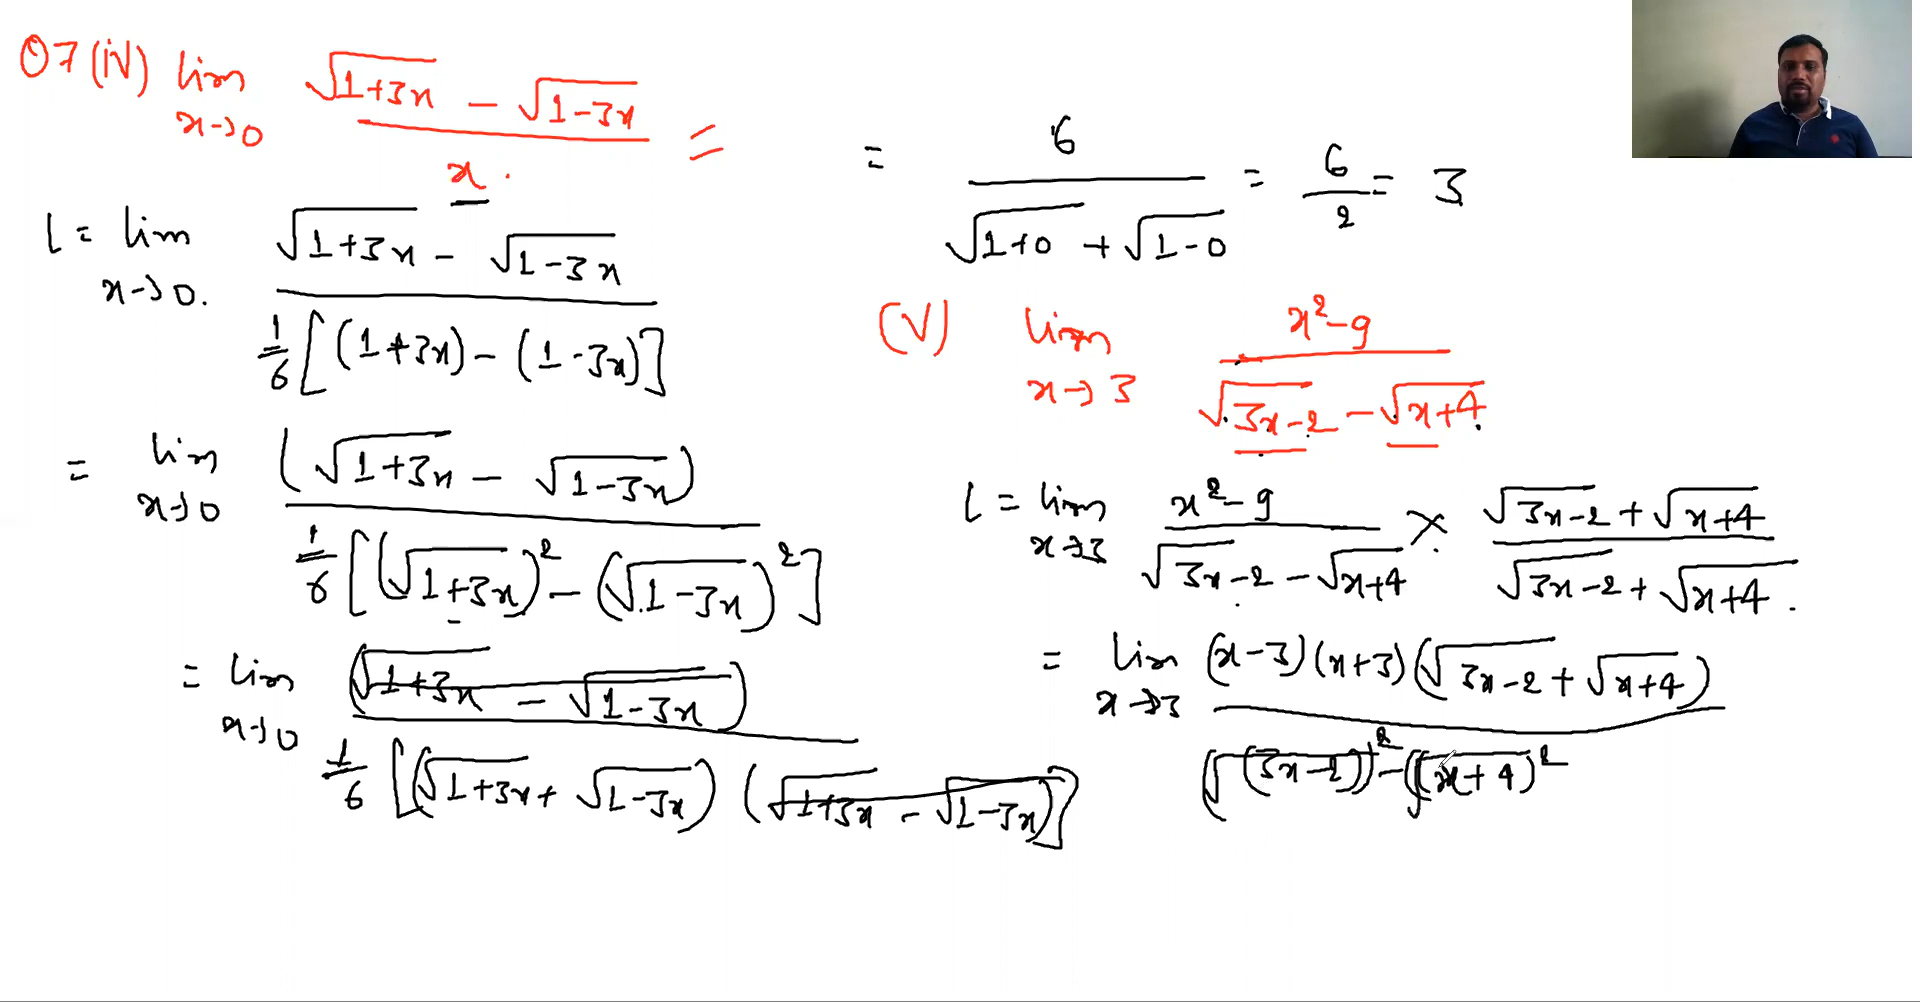 Q7 (iv) lim x→0 (√(1+3x) − √(1−3x)) / x. =
L = lim x→0. (√(1+3x) − √(1−3x)) / (1/6 [(1+3x) − (1−3x)])
= lim x→0 (√(1+3x) − √(1−3x)) / (1/6 [(√(1+3x))² − (√(1−3x))²])
= lim x→0 (√(1+3x) − √(1−3x)) / (1/6 [(√(1+3x) + √(1−3x)) (√(1+3x) − √(1−3x))])
= 6 / (√(1+0) + √(1−0)) = 6/2 = 3
(V) lim x→3 (x²−9) / (√(3x−2) − √(x+4))
L = lim x→3 (x²−9) / (√(3x−2) − √(x+4)) × (√(3x−2) + √(x+4)) / (√(3x−2) + √(x+4)).
= lim x→3 (x−3)(x+3)(√(3x−2) + √(x+4)) / ((√(3x−2))² − (√(x+4))²